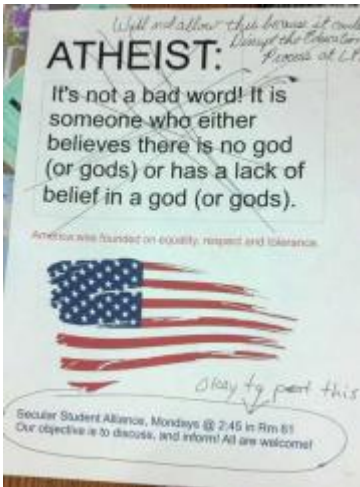 Will not allow this because it could
Disrupt the Education
Process at
ATHEIST:
It's not a bad word! It is
someone who either
believes there is no god
(or gods) or has a lack of
belief in a god (or gods).
America was founded on equality, respect and tolerance.
Okay to post this
Secular Student Alliance, Mondays @ 2:45 in Rm 61
Our objective is to discuss, and inform! All are welcome!